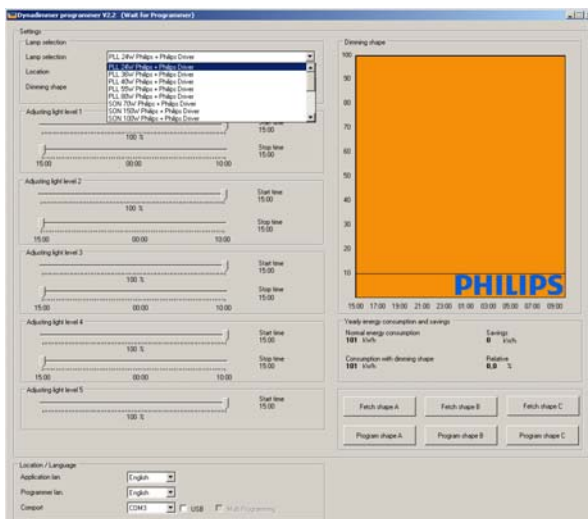 Dynadimmer programmer V2.2 (Wait for Programmer)
Settings
Lamp selection
Lamp selection
PLL 24W Philips + Philips Driver
PLL 24W Philips + Philips Driver
PLL 36W Philips + Philips Driver
PLL 40W Philips + Philips Driver
PLL 55W Philips + Philips Driver
PLL 80W Philips + Philips Driver
SON 70W Philips + Philips Driver
SON 150W Philips + Philips Driver
SON 100W Philips + Philips Driver
Location
Dimming shape
Adjusting light level 1
100 %
Start time
15:00
Stop time
15:00
15:00 00:00 10:00
Adjusting light level 2
100 %
Start time
15:00
Stop time
15:00
15:00 00:00 10:00
Adjusting light level 3
100 %
Start time
15:00
Stop time
15:00
15:00 00:00 10:00
Adjusting light level 4
100 %
Start time
15:00
Stop time
15:00
15:00 00:00 10:00
Adjusting light level 5
100 %
Start time
15:00
Location / Language
Application lan.
English
Programmer lan.
English
Comport
COM3
USB
Multi Programming
Dimming shape
100
90
80
70
60
50
40
30
20
10
PHILIPS
15:00 17:00 19:00 21:00 23:00 01:00 03:00 05:00 07:00 09:00
Yearly energy consumption and savings
Normal energy consumption
101 kWh
Savings
0 kWh
Consumption with dimming shape
101 kWh
Relative
0,0 %
Fetch shape A
Fetch shape B
Fetch shape C
Program shape A
Program shape B
Program shape C